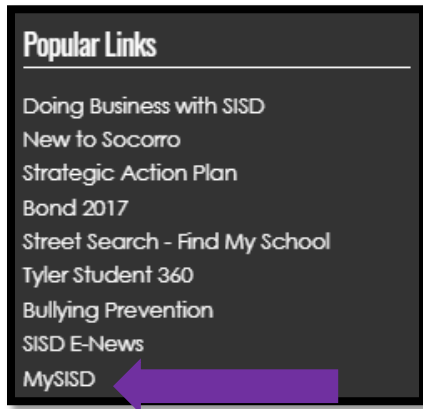 Popular Links
Doing Business with SISD
New to Socorro
Strategic Action Plan
Bond 2017
Street Search - Find My School
Tyler Student 360
Bullying Prevention
SISD E-News
MySISD